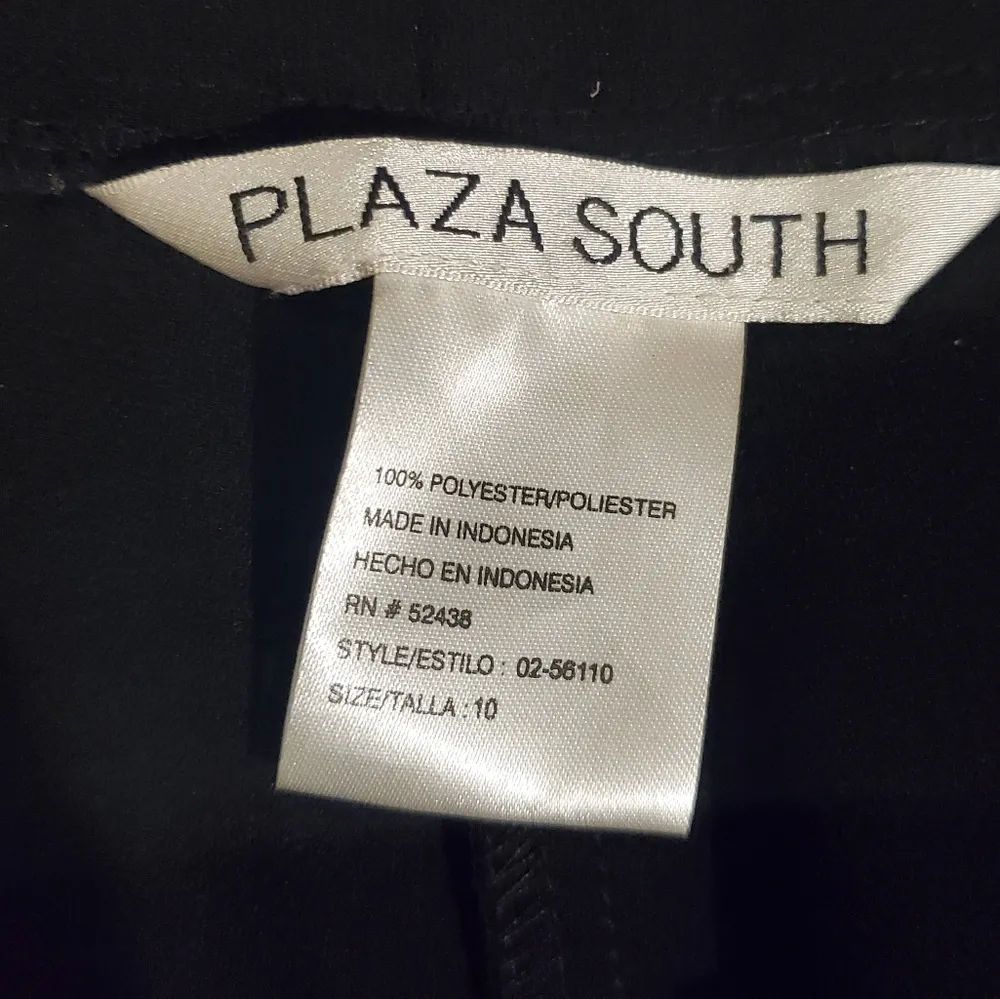 PLAZA SOUTH
100% POLYESTER/POLIESTER
MADE IN INDONESIA
HECHO EN INDONESIA
RN # 52438
STYLE/ESTILO : 02-56110
SIZE/TALLA : 10